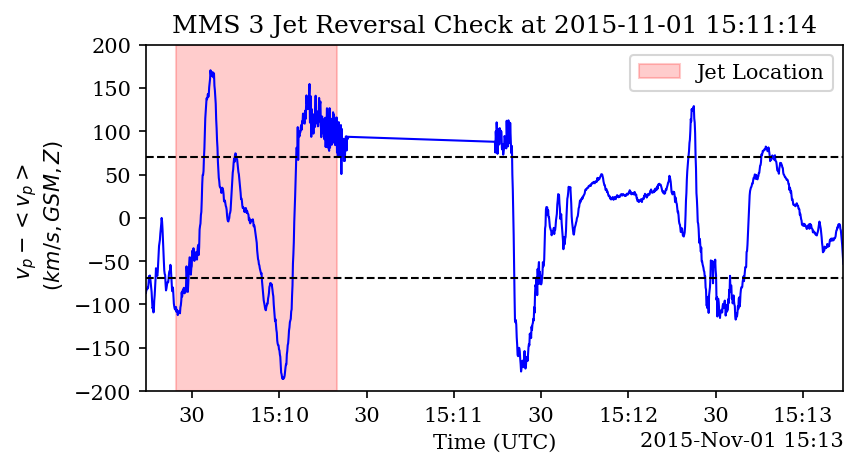 MMS 3 Jet Reversal Check at 2015-11-01 15:11:14
Jet Location
v_p − < v_p >
(km/s, GSM, Z)
200
150
100
50
0
−50
−100
−150
−200
30
15:10
30
15:11
30
15:12
30
15:13
Time (UTC)
2015-Nov-01 15:13